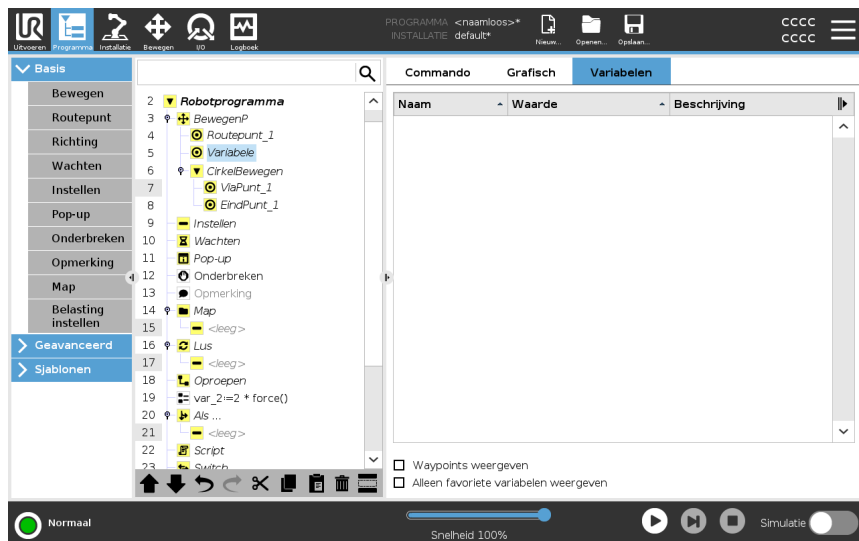 UR
PROGRAMMA <naamloos>*
INSTALLATIE default*
CCCC
CCCC
Uitvoeren Programma Installatie Bewegen I/O Logboek Nieuw... Openen... Opslaan...
Basis
Bewegen
Routepunt
Richting
Wachten
Instellen
Pop-up
Onderbreken
Opmerking
Map
Belasting
instellen
Geavanceerd
Sjablonen
2 Robotprogramma
3 BewegenP
4 Routepunt_1
5 Variabele
6 CirkelBewegen
7 ViaPunt_1
8 EindPunt_1
9 Instellen
10 Wachten
11 Pop-up
12 Onderbreken
13 Opmerking
14 Map
15 <leeg>
16 Lus
17 <leeg>
18 Oproepen
19 var_2:=2 * force()
20 Als ...
21 <leeg>
22 Script
23 Switch
Commando Grafisch Variabelen
Naam Waarde Beschrijving
Waypoints weergeven
Alleen favoriete variabelen weergeven
Normaal
Snelheid 100%
Simulatie